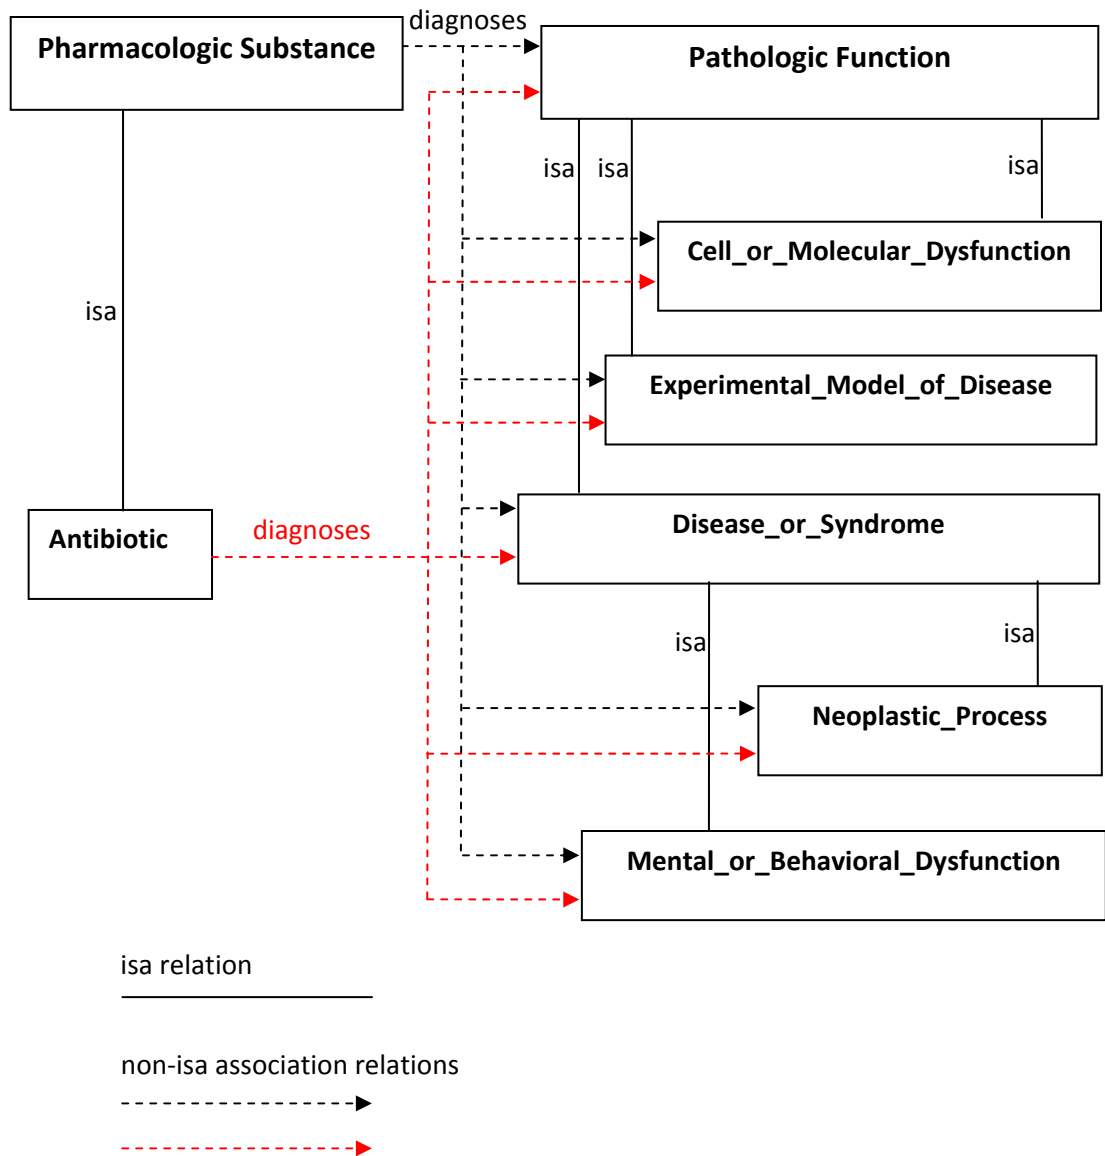 diagnoses
Pharmacologic Substance
Pathologic Function
isa
isa
isa
Cell_or_Molecular_Dysfunction
isa
Experimental_Model_of_Disease
Antibiotic
diagnoses
Disease_or_Syndrome
isa
isa
Neoplastic_Process
Mental_or_Behavioral_Dysfunction
isa relation
non-isa association relations